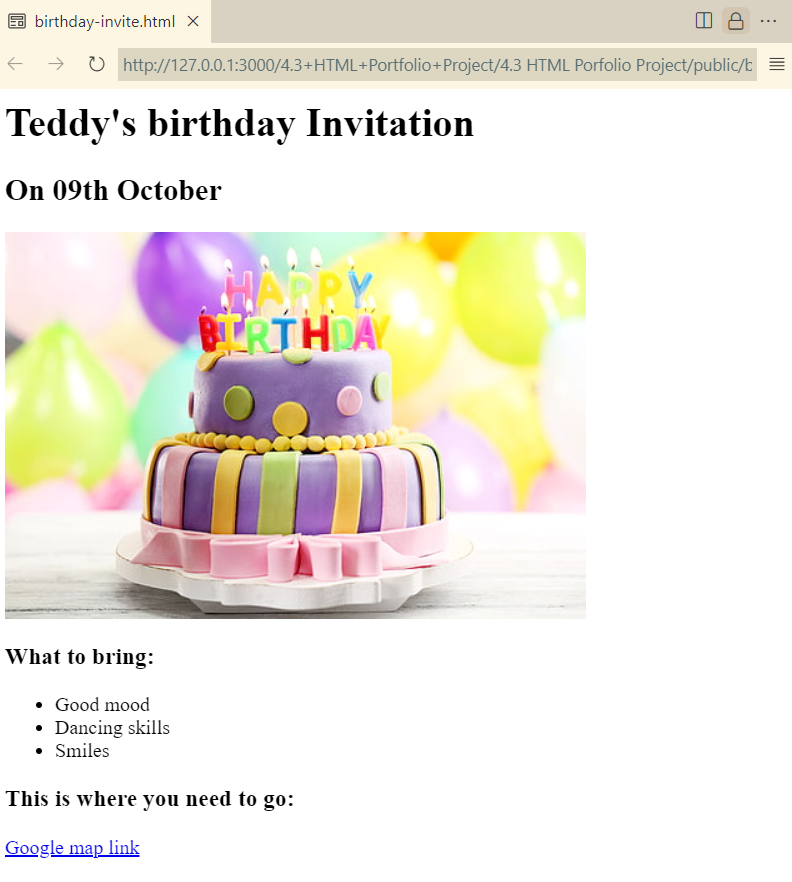 birthday-invite.html
http://127.0.0.1:3000/4.3+HTML+Portfolio+Project/4.3 HTML Porfolio Project/public/b
Teddy's birthday Invitation
On 09th October
HAPPY
BIRTHDAY
What to bring:
Good mood
Dancing skills
Smiles
This is where you need to go:
Google map link